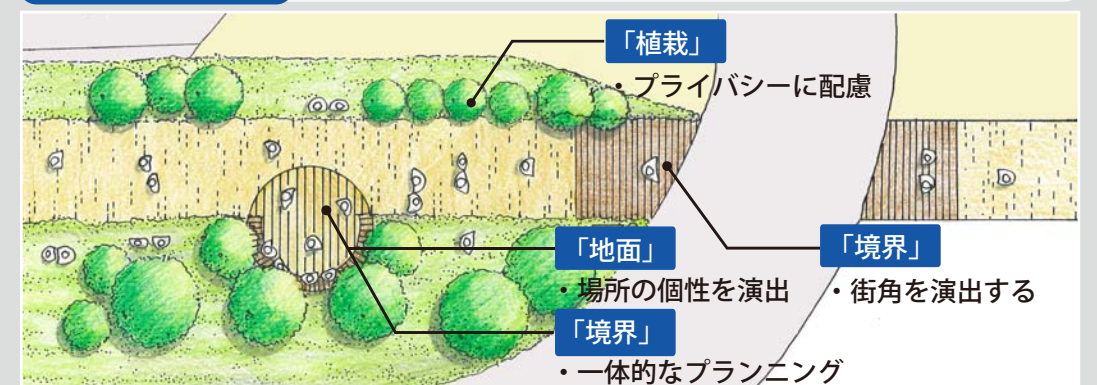 「植栽」
・プライバシーに配慮
「地面」
・場所の個性を演出
「境界」
・街角を演出する
「境界」
・一体的なプランニング